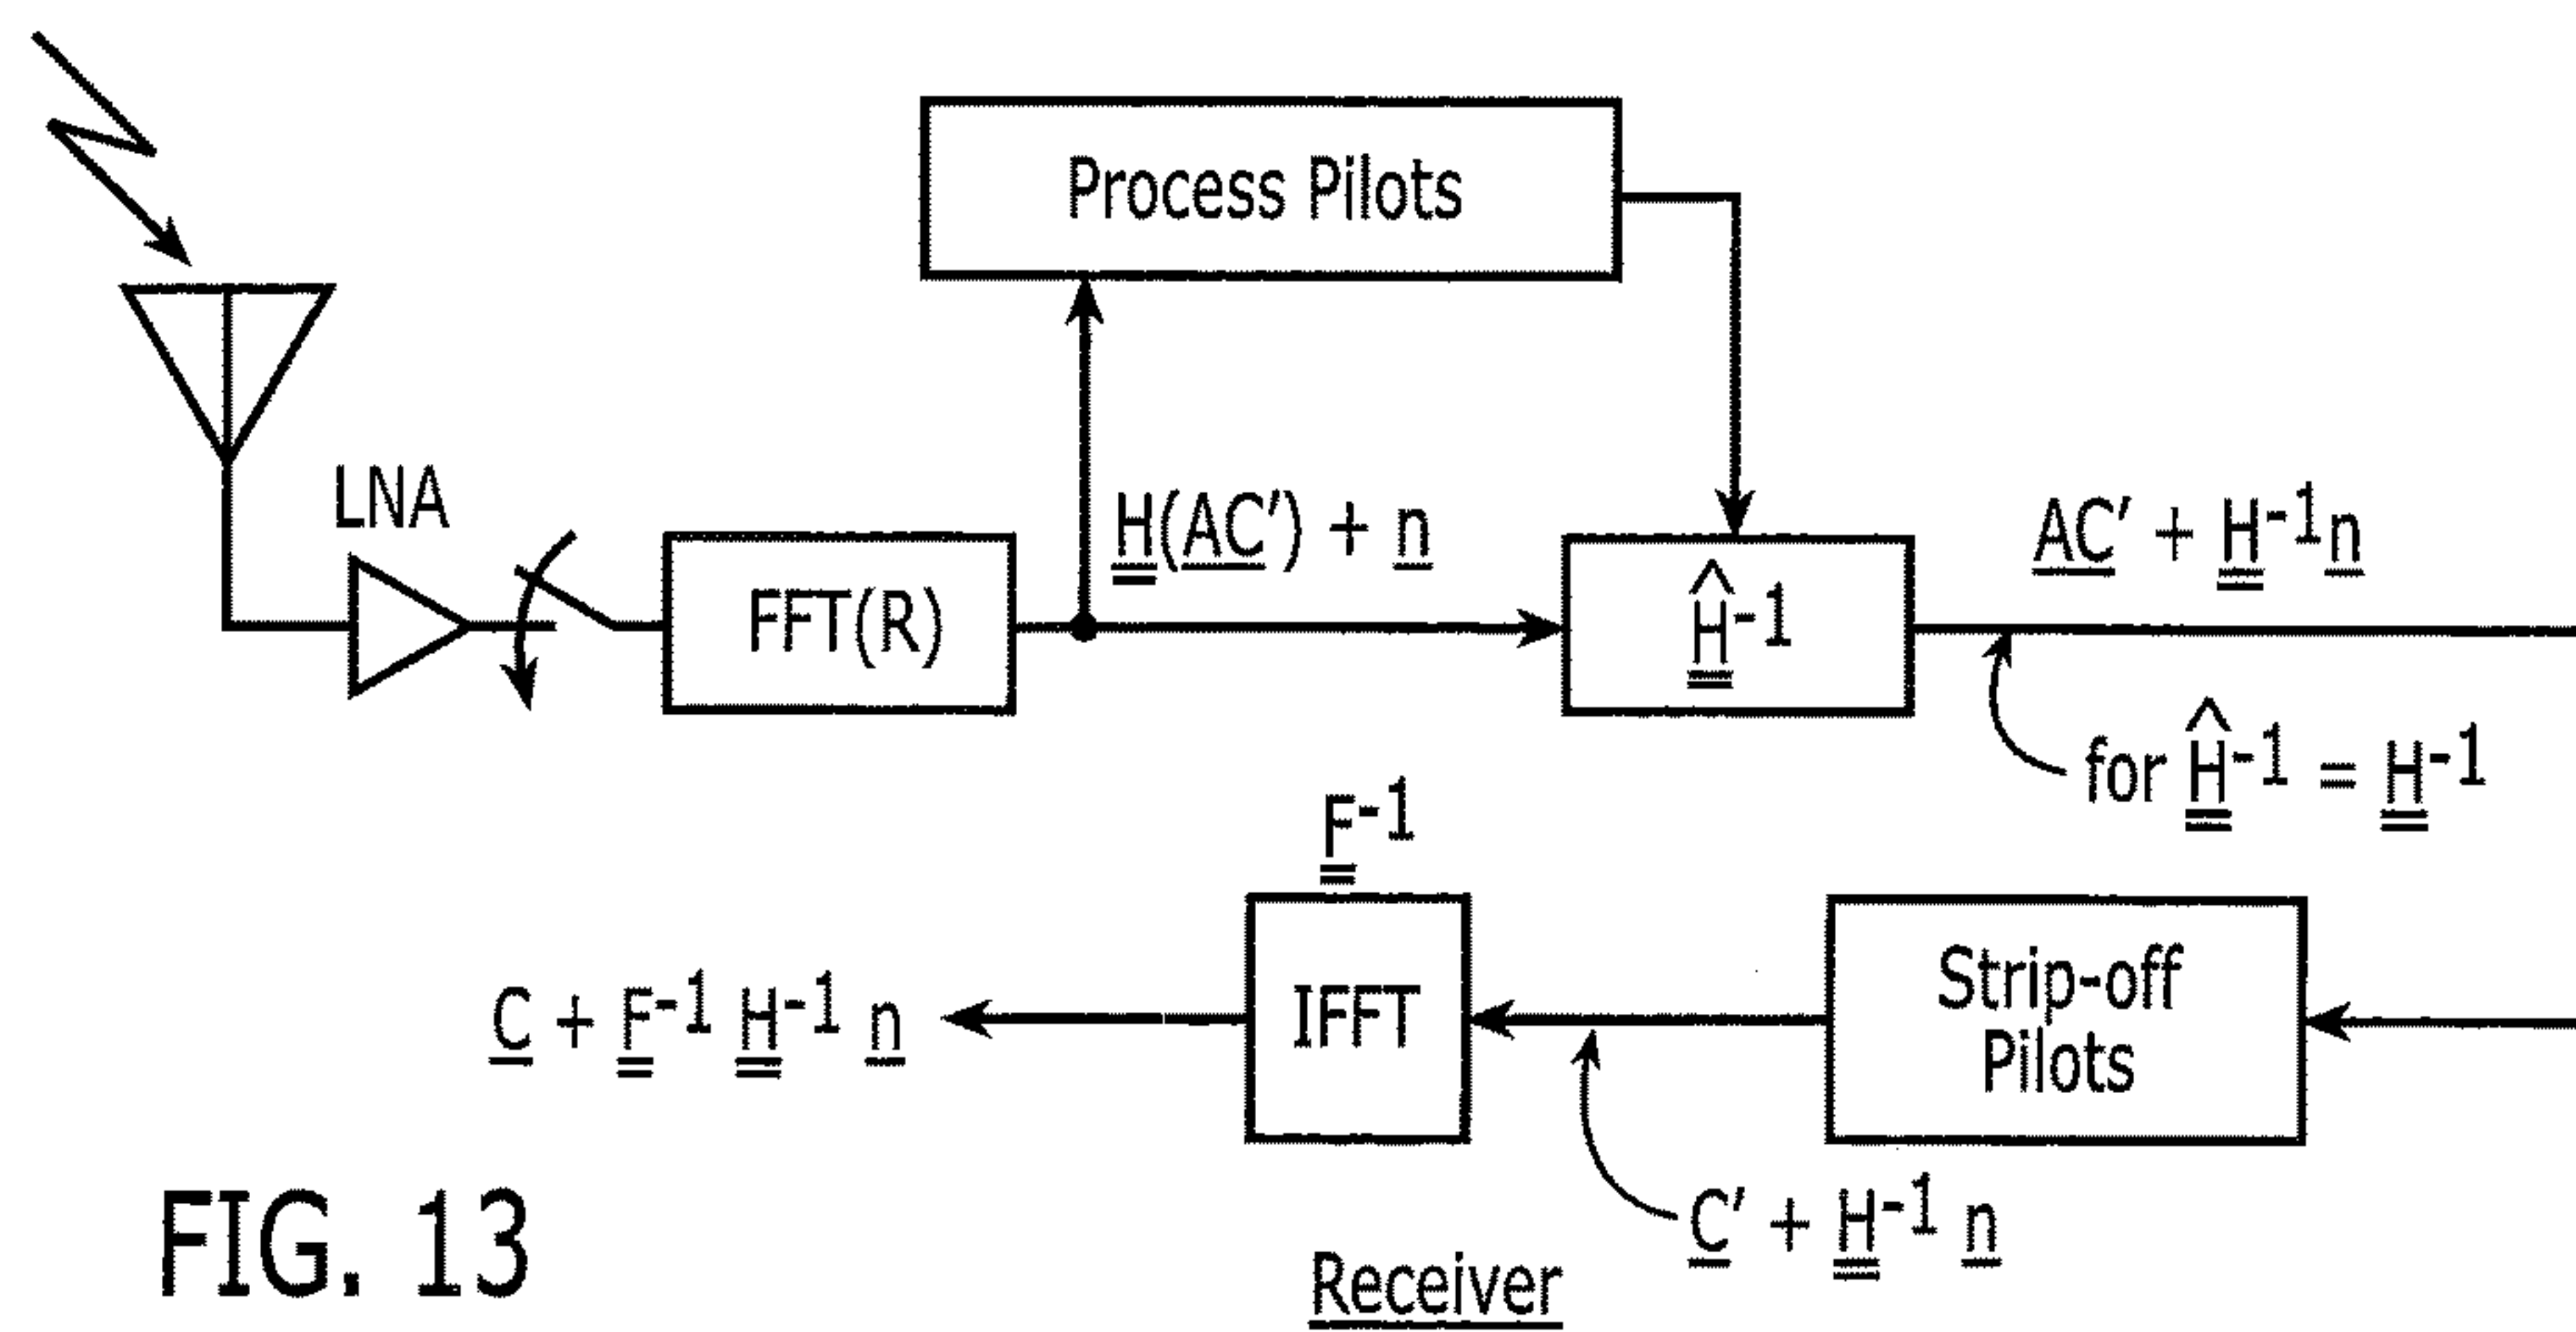 Process Pilots
LNA
H(AC′) + n
AC′ + H⁻¹n
FFT(R)
Ĥ⁻¹
for Ĥ⁻¹ = H⁻¹
F⁻¹
C + F⁻¹ H⁻¹ n
IFFT
Strip-off
Pilots
C′ + H⁻¹ n
FIG. 13
Receiver